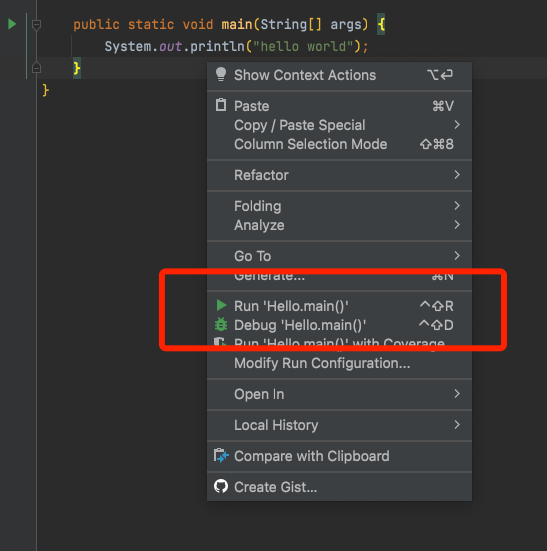 public static void main(String[] args) {
System.out.println("hello world");
}
}
Show Context Actions ⌥⏎
Paste ⌘V
Copy / Paste Special >
Column Selection Mode ⇧⌘8
Refactor >
Folding >
Analyze >
Go To >
Generate... ⌘N
Run 'Hello.main()' ^⇧R
Debug 'Hello.main()' ^⇧D
Run 'Hello.main()' with Coverage
Modify Run Configuration...
Open In >
Local History >
Compare with Clipboard
Create Gist...